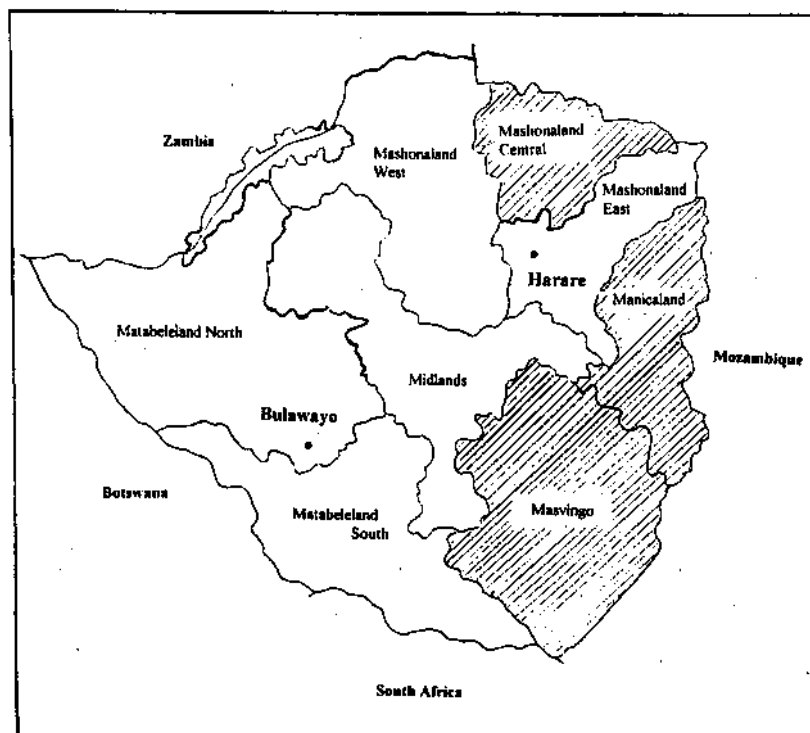 Zambia
Mashonaland
Central
Mashonaland
West
Mashonaland
East
Harare
Manicaland
Matabeleland North
Mozambique
Midlands
Bulawayo
Botswana
Matabeleland
South
Masvingo
South Africa